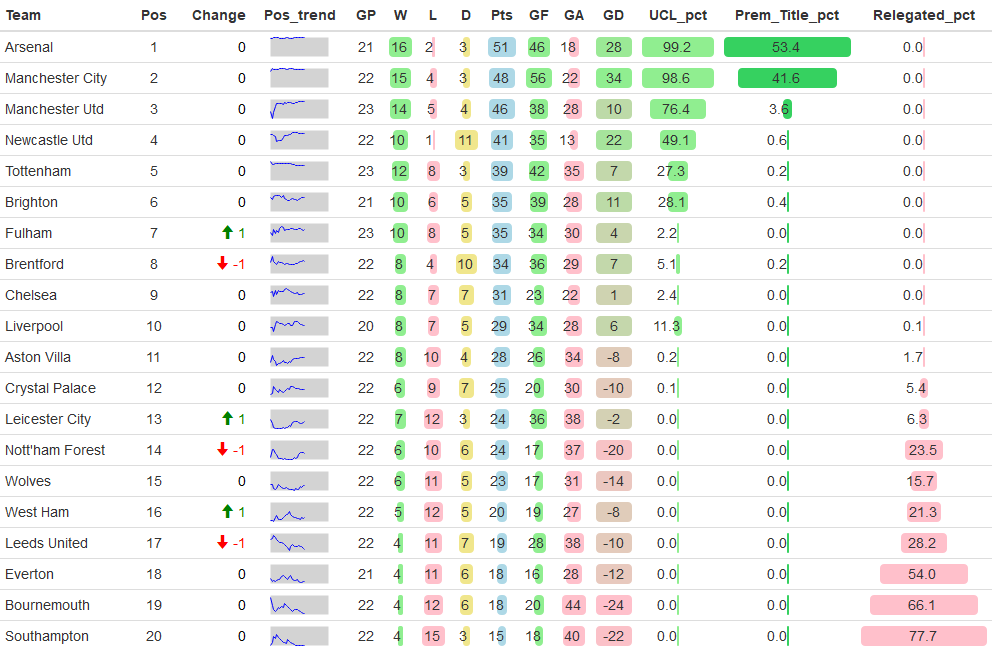 Team Pos Change Pos_trend GP W L D Pts GF GA GD UCL_pct Prem_Title_pct Relegated_pct
Arsenal 1 0 21 16 2 3 51 46 18 28 99.2 53.4 0.0
Manchester City 2 0 22 15 4 3 48 56 22 34 98.6 41.6 0.0
Manchester Utd 3 0 23 14 5 4 46 38 28 10 76.4 3.6 0.0
Newcastle Utd 4 0 22 10 1 11 41 35 13 22 49.1 0.6 0.0
Tottenham 5 0 23 12 8 3 39 42 35 7 27.3 0.2 0.0
Brighton 6 0 21 10 6 5 35 39 28 11 28.1 0.4 0.0
Fulham 7 1 23 10 8 5 35 34 30 4 2.2 0.0 0.0
Brentford 8 -1 22 8 4 10 34 36 29 7 5.1 0.2 0.0
Chelsea 9 0 22 8 7 7 31 23 22 1 2.4 0.0 0.0
Liverpool 10 0 20 8 7 5 29 34 28 6 11.3 0.0 0.1
Aston Villa 11 0 22 8 10 4 28 26 34 -8 0.2 0.0 1.7
Crystal Palace 12 0 22 6 9 7 25 20 30 -10 0.1 0.0 5.4
Leicester City 13 1 22 7 12 3 24 36 38 -2 0.0 0.0 6.3
Nott'ham Forest 14 -1 22 6 10 6 24 17 37 -20 0.0 0.0 23.5
Wolves 15 0 22 6 11 5 23 17 31 -14 0.0 0.0 15.7
West Ham 16 1 22 5 12 5 20 19 27 -8 0.0 0.0 21.3
Leeds United 17 -1 22 4 11 7 19 28 38 -10 0.0 0.0 28.2
Everton 18 0 21 4 11 6 18 16 28 -12 0.0 0.0 54.0
Bournemouth 19 0 22 4 12 6 18 20 44 -24 0.0 0.0 66.1
Southampton 20 0 22 4 15 3 15 18 40 -22 0.0 0.0 77.7